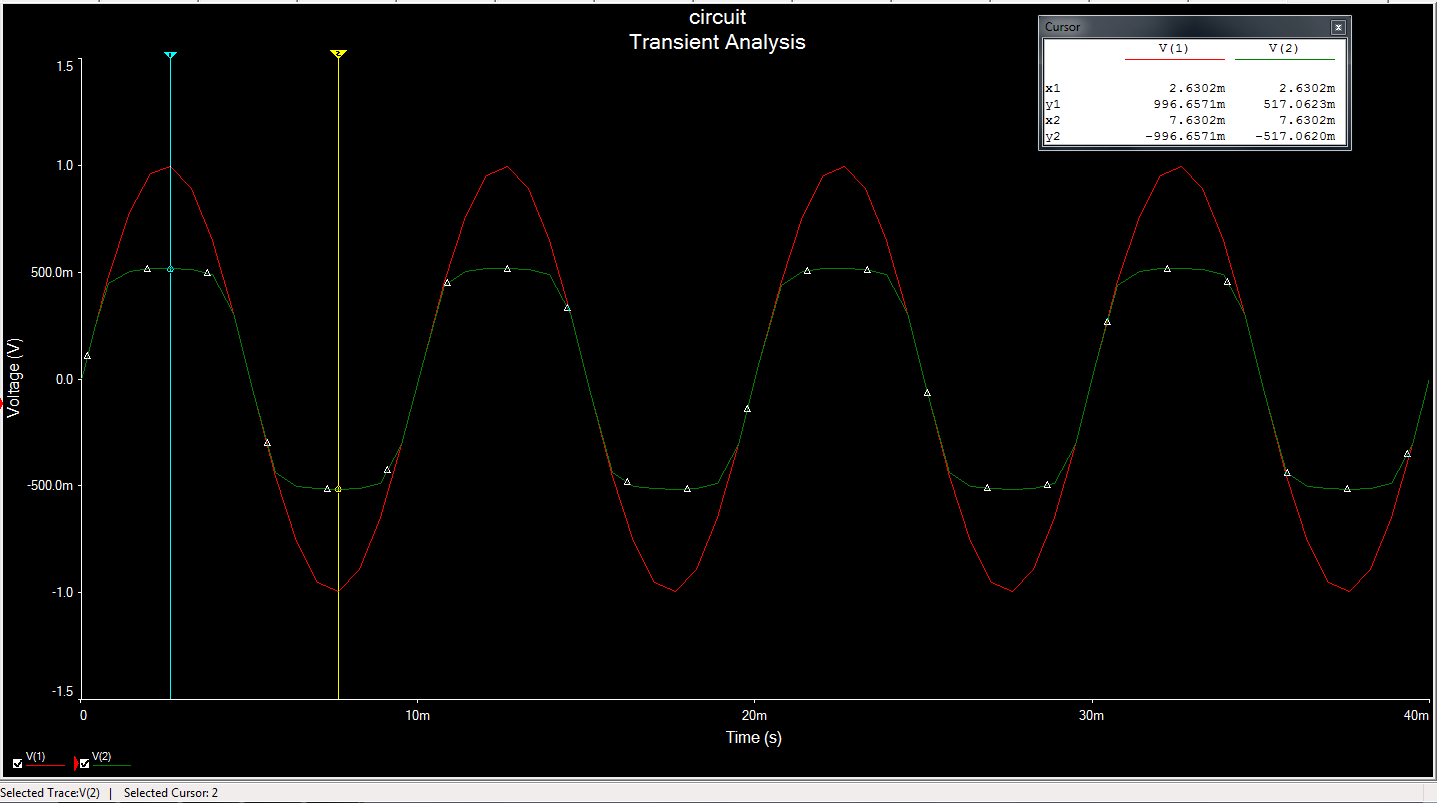 circuit
Transient Analysis
Cursor
V(1) V(2)
x1 2.6302m 2.6302m
y1 996.6571m 517.0623m
x2 7.6302m 7.6302m
y2 -996.6571m -517.0620m
1 2
1.5
1.0
500.0m
0.0
-500.0m
-1.0
-1.5
Voltage (V)
0 10m 20m 30m 40m
Time (s)
V(1) V(2)
Selected Trace:V(2) | Selected Cursor: 2